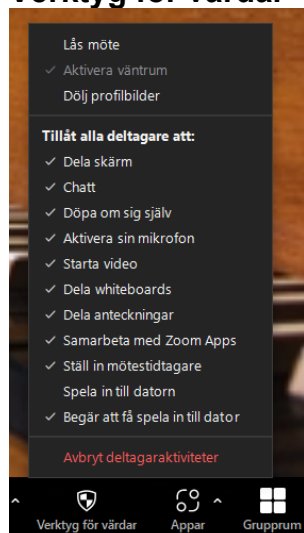 Verktyg för värdar
Lås möte
Aktivera väntrum
Dölj profilbilder
Tillåt alla deltagare att:
Dela skärm
Chatt
Döpa om sig själv
Aktivera sin mikrofon
Starta video
Dela whiteboards
Dela anteckningar
Samarbeta med Zoom Apps
Ställ in mötestidtagare
Spela in till datorn
Begär att få spela in till dator
Avbryt deltagaraktiviteter
Verktyg för värdar
Appar
Grupprum